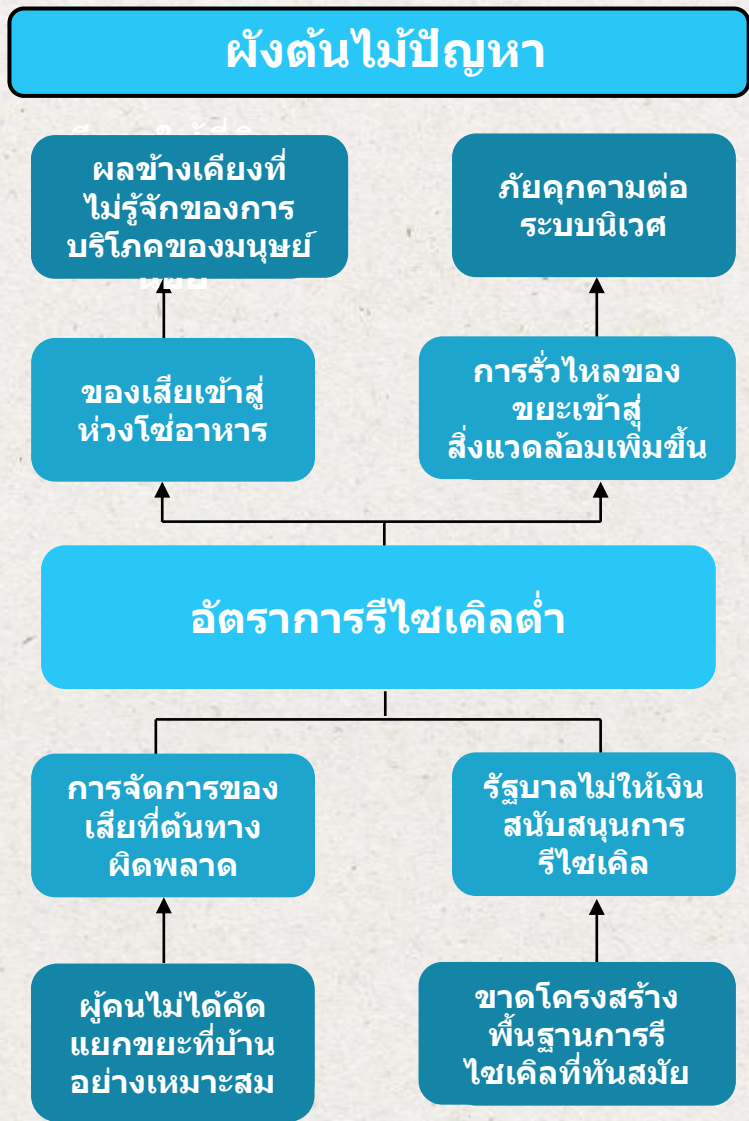 ผังต้นไม้ปัญหา
ผลข้างเคียงที่
ไม่รู้จักของการ
บริโภคของมนุษย์
ภัยคุกคามต่อ
ระบบนิเวศ
ของเสียเข้าสู่
ห่วงโซ่อาหาร
การรั่วไหลของ
ขยะเข้าสู่
สิ่งแวดล้อมเพิ่มขึ้น
อัตราการรีไซเคิลต่ำ
การจัดการของ
เสียที่ต้นทาง
ผิดพลาด
รัฐบาลไม่ให้เงิน
สนับสนุนการ
รีไซเคิล
ผู้คนไม่ได้คัด
แยกขยะที่บ้าน
อย่างเหมาะสม
ขาดโครงสร้าง
พื้นฐานการรี
ไซเคิลที่ทันสมัย